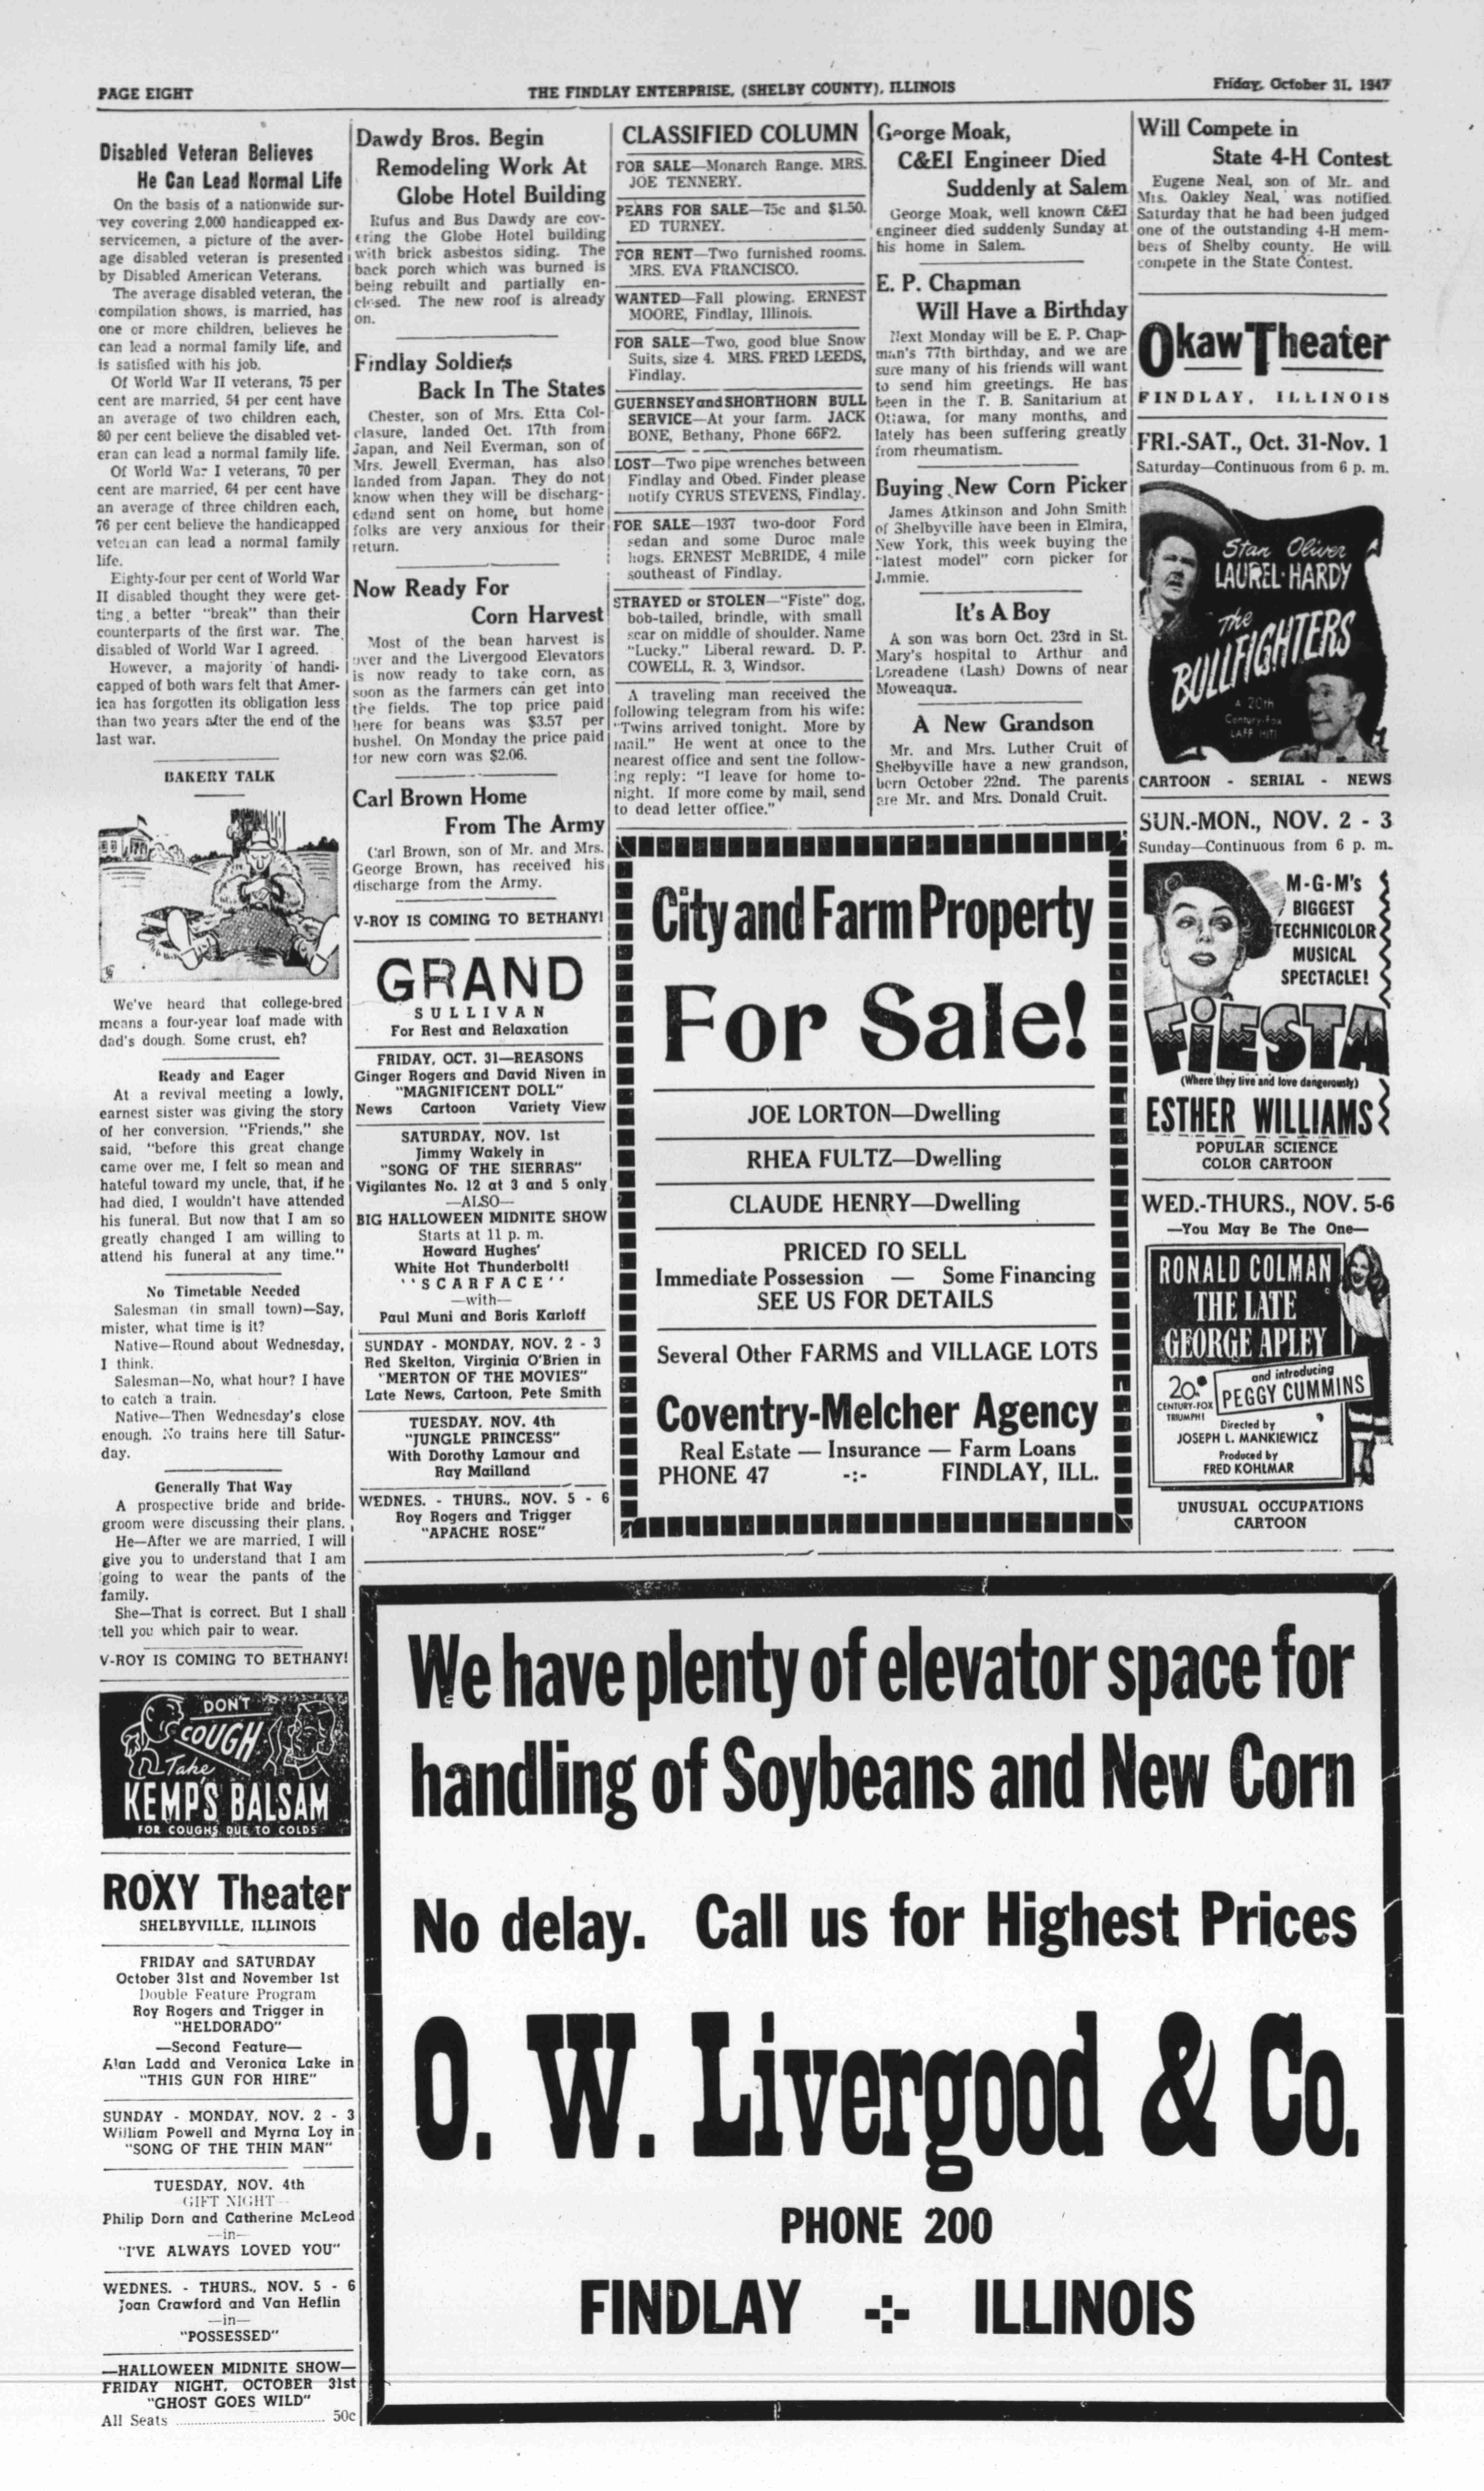 PAGE EIGHT
THE FINDLAY ENTERPRISE, (SHELBY COUNTY), ILLINOIS
Friday, October 31, 1947
Disabled Veteran Believes
He Can Lead Normal Life
On the basis of a nationwide sur-
vey covering 2,000 handicapped ex-
servicemen, a picture of the aver-
age disabled veteran is presented
by Disabled American Veterans.
The average disabled veteran, the
compilation shows, is married, has
one or more children, believes he
can lead a normal family life, and
is satisfied with his job.
Of World War II veterans, 75 per
cent are married, 54 per cent have
an average of two children each,
80 per cent believe the disabled vet-
eran can lead a normal family life.
Of World War I veterans, 70 per
cent are married, 64 per cent have
an average of three children each,
76 per cent believe the handicapped
veteran can lead a normal family
life.
Eighty-four per cent of World War
II disabled thought they were get-
ting a better "break" than their
counterparts of the first war. The
disabled of World War I agreed.
However, a majority of handi-
capped of both wars felt that Amer-
ica has forgotten its obligation less
than two years after the end of the
last war.
BAKERY TALK
We've heard that college-bred
means a four-year loaf made with
dad's dough. Some crust, eh?
Ready and Eager
At a revival meeting a lowly,
earnest sister was giving the story
of her conversion. "Friends," she
said, "before this great change
came over me, I felt so mean and
hateful toward my uncle, that, if he
had died, I wouldn't have attended
his funeral. But now that I am so
greatly changed I am willing to
attend his funeral at any time."
No Timetable Needed
Salesman (in small town)—Say,
mister, what time is it?
Native—Round about Wednesday,
I think.
Salesman—No, what hour? I have
to catch a train.
Native—Then Wednesday's close
enough. No trains here till Satur-
day.
Generally That Way
A prospective bride and bride-
groom were discussing their plans.
He—After we are married, I will
give you to understand that I am
going to wear the pants of the
family.
She—That is correct. But I shall
tell you which pair to wear.
V-ROY IS COMING TO BETHANY!
DON'T
COUGH
Take
KEMP'S BALSAM
FOR COUGHS DUE TO COLDS
ROXY Theater
SHELBYVILLE, ILLINOIS
FRIDAY and SATURDAY
October 31st and November 1st
Double Feature Program
Roy Rogers and Trigger in
"HELDORADO"
—Second Feature—
Alan Ladd and Veronica Lake in
"THIS GUN FOR HIRE"
SUNDAY - MONDAY, NOV. 2 - 3
William Powell and Myrna Loy in
"SONG OF THE THIN MAN"
TUESDAY, NOV. 4th
GIFT NIGHT
Philip Dorn and Catherine McLeod
—in—
"I'VE ALWAYS LOVED YOU"
WEDNES. - THURS., NOV. 5 - 6
Joan Crawford and Van Heflin
—in—
"POSSESSED"
—HALLOWEEN MIDNITE SHOW—
FRIDAY NIGHT, OCTOBER 31st
"GHOST GOES WILD"
All Seats ........ 50c
Dawdy Bros. Begin
Remodeling Work At
Globe Hotel Building
Rufus and Bus Dawdy are cov-
ering the Globe Hotel building
with brick asbestos siding. The
back porch which was burned is
being rebuilt and partially en-
closed. The new roof is already
on.
Findlay Soldiers
Back In The States
Chester, son of Mrs. Etta Col-
clasure, landed Oct. 17th from
Japan, and Neil Everman, son of
Mrs. Jewell Everman, has also
landed from Japan. They do not
know when they will be discharg-
edand sent on home, but home
folks are very anxious for their
return.
Now Ready For
Corn Harvest
Most of the bean harvest is
over and the Livergood Elevators
is now ready to take corn, as
soon as the farmers can get into
the fields. The top price paid
here for beans was $3.57 per
bushel. On Monday the price paid
for new corn was $2.06.
Carl Brown Home
From The Army
Carl Brown, son of Mr. and Mrs.
George Brown, has received his
discharge from the Army.
V-ROY IS COMING TO BETHANY!
GRAND
SULLIVAN
For Rest and Relaxation
FRIDAY, OCT. 31—REASONS
Ginger Rogers and David Niven in
"MAGNIFICENT DOLL"
News Cartoon Variety View
SATURDAY, NOV. 1st
Jimmy Wakely in
"SONG OF THE SIERRAS"
Vigilantes No. 12 at 3 and 5 only
—ALSO—
BIG HALLOWEEN MIDNITE SHOW
Starts at 11 p. m.
Howard Hughes'
White Hot Thunderbolt!
"SCARFACE"
—with—
Paul Muni and Boris Karloff
SUNDAY - MONDAY, NOV. 2 - 3
Red Skelton, Virginia O'Brien in
"MERTON OF THE MOVIES"
Late News, Cartoon, Pete Smith
TUESDAY, NOV. 4th
"JUNGLE PRINCESS"
With Dorothy Lamour and
Ray Mailland
WEDNES. - THURS., NOV. 5 - 6
Roy Rogers and Trigger
"APACHE ROSE"
CLASSIFIED COLUMN
FOR SALE—Monarch Range. MRS.
JOE TENNERY.
PEARS FOR SALE—75c and $1.50.
ED TURNEY.
FOR RENT—Two furnished rooms.
MRS. EVA FRANCISCO.
WANTED—Fall plowing. ERNEST
MOORE, Findlay, Illinois.
FOR SALE—Two, good blue Snow
Suits, size 4. MRS. FRED LEEDS,
Findlay.
GUERNSEY and SHORTHORN BULL
SERVICE—At your farm. JACK
BONE, Bethany, Phone 66F2.
LOST—Two pipe wrenches between
Findlay and Obed. Finder please
notify CYRUS STEVENS, Findlay.
FOR SALE—1937 two-door Ford
sedan and some Duroc male
hogs. ERNEST McBRIDE, 4 mile
southeast of Findlay.
STRAYED or STOLEN—"Fiste" dog,
bob-tailed, brindle, with small
scar on middle of shoulder. Name
"Lucky." Liberal reward. D. P.
COWELL, R. 3, Windsor.
A traveling man received the
following telegram from his wife:
"Twins arrived tonight. More by
mail." He went at once to the
nearest office and sent the follow-
ing reply: "I leave for home to-
night. If more come by mail, send
to dead letter office."
George Moak,
C&EI Engineer Died
Suddenly at Salem
George Moak, well known C&EI
engineer died suddenly Sunday at
his home in Salem.
E. P. Chapman
Will Have a Birthday
Next Monday will be E. P. Chap-
man's 77th birthday, and we are
sure many of his friends will want
to send him greetings. He has
been in the T. B. Sanitarium at
Ottawa, for many months, and
lately has been suffering greatly
from rheumatism.
Buying New Corn Picker
James Atkinson and John Smith
of Shelbyville have been in Elmira,
New York, this week buying the
"latest model" corn picker for
Jimmie.
It's A Boy
A son was born Oct. 23rd in St.
Mary's hospital to Arthur and
Loreadene (Lash) Downs of near
Moweaqua.
A New Grandson
Mr. and Mrs. Luther Cruit of
Shelbyville have a new grandson,
born October 22nd. The parents
are Mr. and Mrs. Donald Cruit.
City and Farm Property
For Sale!
JOE LORTON—Dwelling
RHEA FULTZ—Dwelling
CLAUDE HENRY—Dwelling
PRICED TO SELL
Immediate Possession — Some Financing
SEE US FOR DETAILS
Several Other FARMS and VILLAGE LOTS
Coventry-Melcher Agency
Real Estate — Insurance — Farm Loans
PHONE 47 -:- FINDLAY, ILL.
Will Compete in
State 4-H Contest
Eugene Neal, son of Mr. and
Mrs. Oakley Neal, was notified
Saturday that he had been judged
one of the outstanding 4-H mem-
bers of Shelby county. He will
compete in the State Contest.
Okaw Theater
FINDLAY, ILLINOIS
FRI.-SAT., Oct. 31-Nov. 1
Saturday—Continuous from 6 p. m.
Stan Oliver
LAUREL·HARDY
The
BULLFIGHTERS
A 20th
Century-Fox
LAFF HIT!
CARTOON - SERIAL - NEWS
SUN.-MON., NOV. 2 - 3
Sunday—Continuous from 6 p. m.
M-G-M's
BIGGEST
TECHNICOLOR
MUSICAL
SPECTACLE!
FIESTA
(Where they live and love dangerously)
ESTHER WILLIAMS
POPULAR SCIENCE
COLOR CARTOON
WED.-THURS., NOV. 5-6
—You May Be The One—
RONALD COLMAN
THE LATE
GEORGE APLEY
and introducing
PEGGY CUMMINS
20th
CENTURY-FOX
TRIUMPH!
Directed by
JOSEPH L. MANKIEWICZ
Produced by
FRED KOHLMAR
UNUSUAL OCCUPATIONS
CARTOON
We have plenty of elevator space for
handling of Soybeans and New Corn
No delay. Call us for Highest Prices
O. W. Livergood & Co.
PHONE 200
FINDLAY -:- ILLINOIS